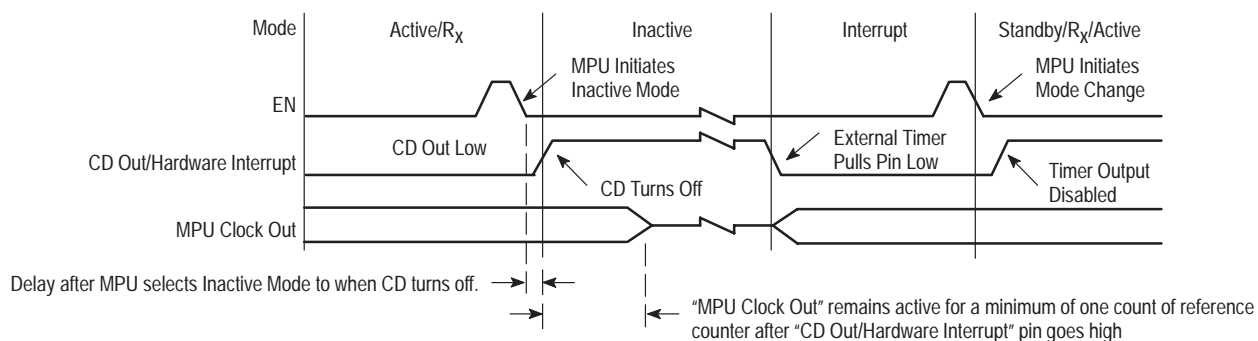 Mode
Active/RX
Inactive
Interrupt
Standby/RX/Active
EN
MPU Initiates
Inactive Mode
MPU Initiates
Mode Change
CD Out/Hardware Interrupt
CD Out Low
CD Turns Off
External Timer
Pulls Pin Low
Timer Output
Disabled
MPU Clock Out
Delay after MPU selects Inactive Mode to when CD turns off.
"MPU Clock Out" remains active for a minimum of one count of reference
counter after "CD Out/Hardware Interrupt" pin goes high